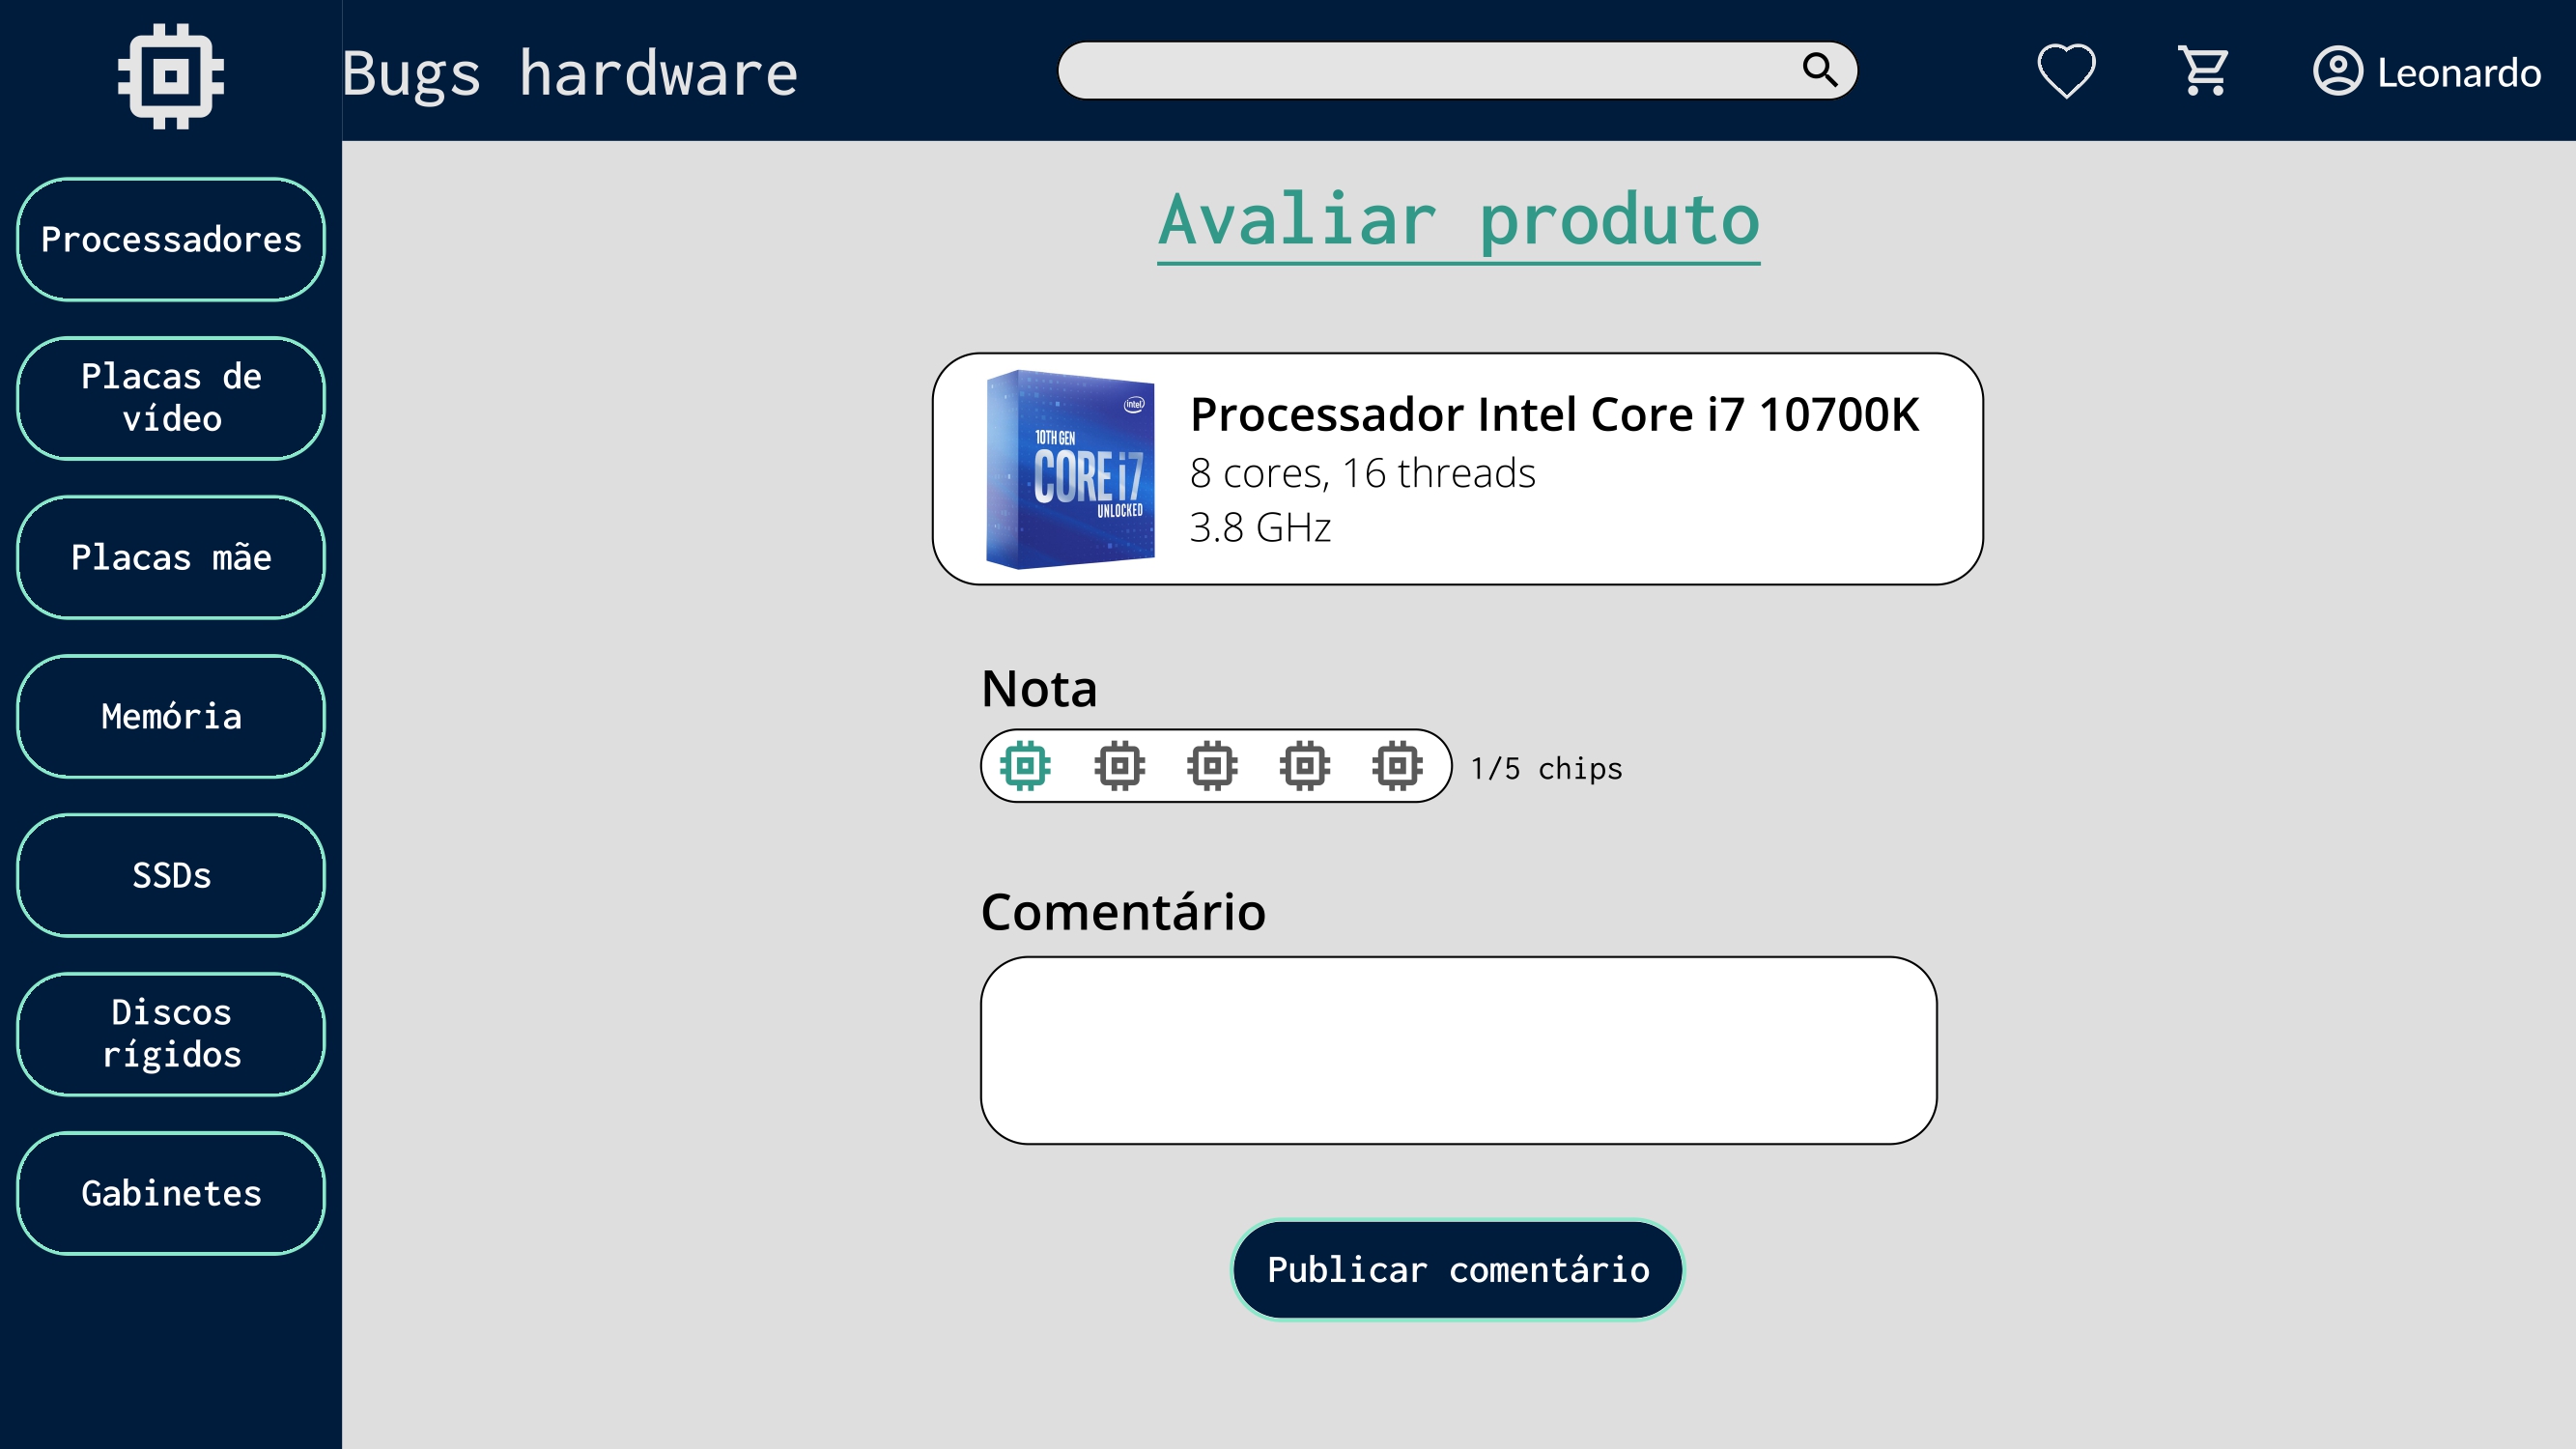 Bugs hardware
Leonardo
Processadores
Placas de
vídeo
Placas mãe
Memória
SSDs
Discos
rígidos
Gabinetes
Avaliar produto
intel
10TH GEN
CORE i7
UNLOCKED
Processador Intel Core i7 10700K
8 cores, 16 threads
3.8 GHz
Nota
1/5 chips
Comentário
Publicar comentário